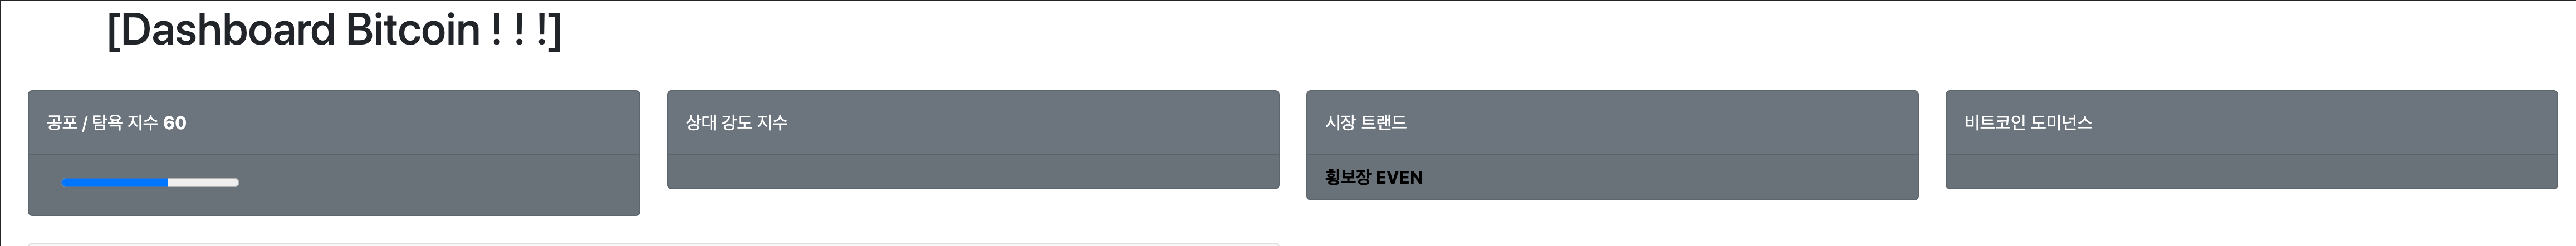 [Dashboard Bitcoin ! ! !]
공포 / 탐욕 지수 60
상대 강도 지수
시장 트랜드
비트코인 도미넌스
횡보장 EVEN